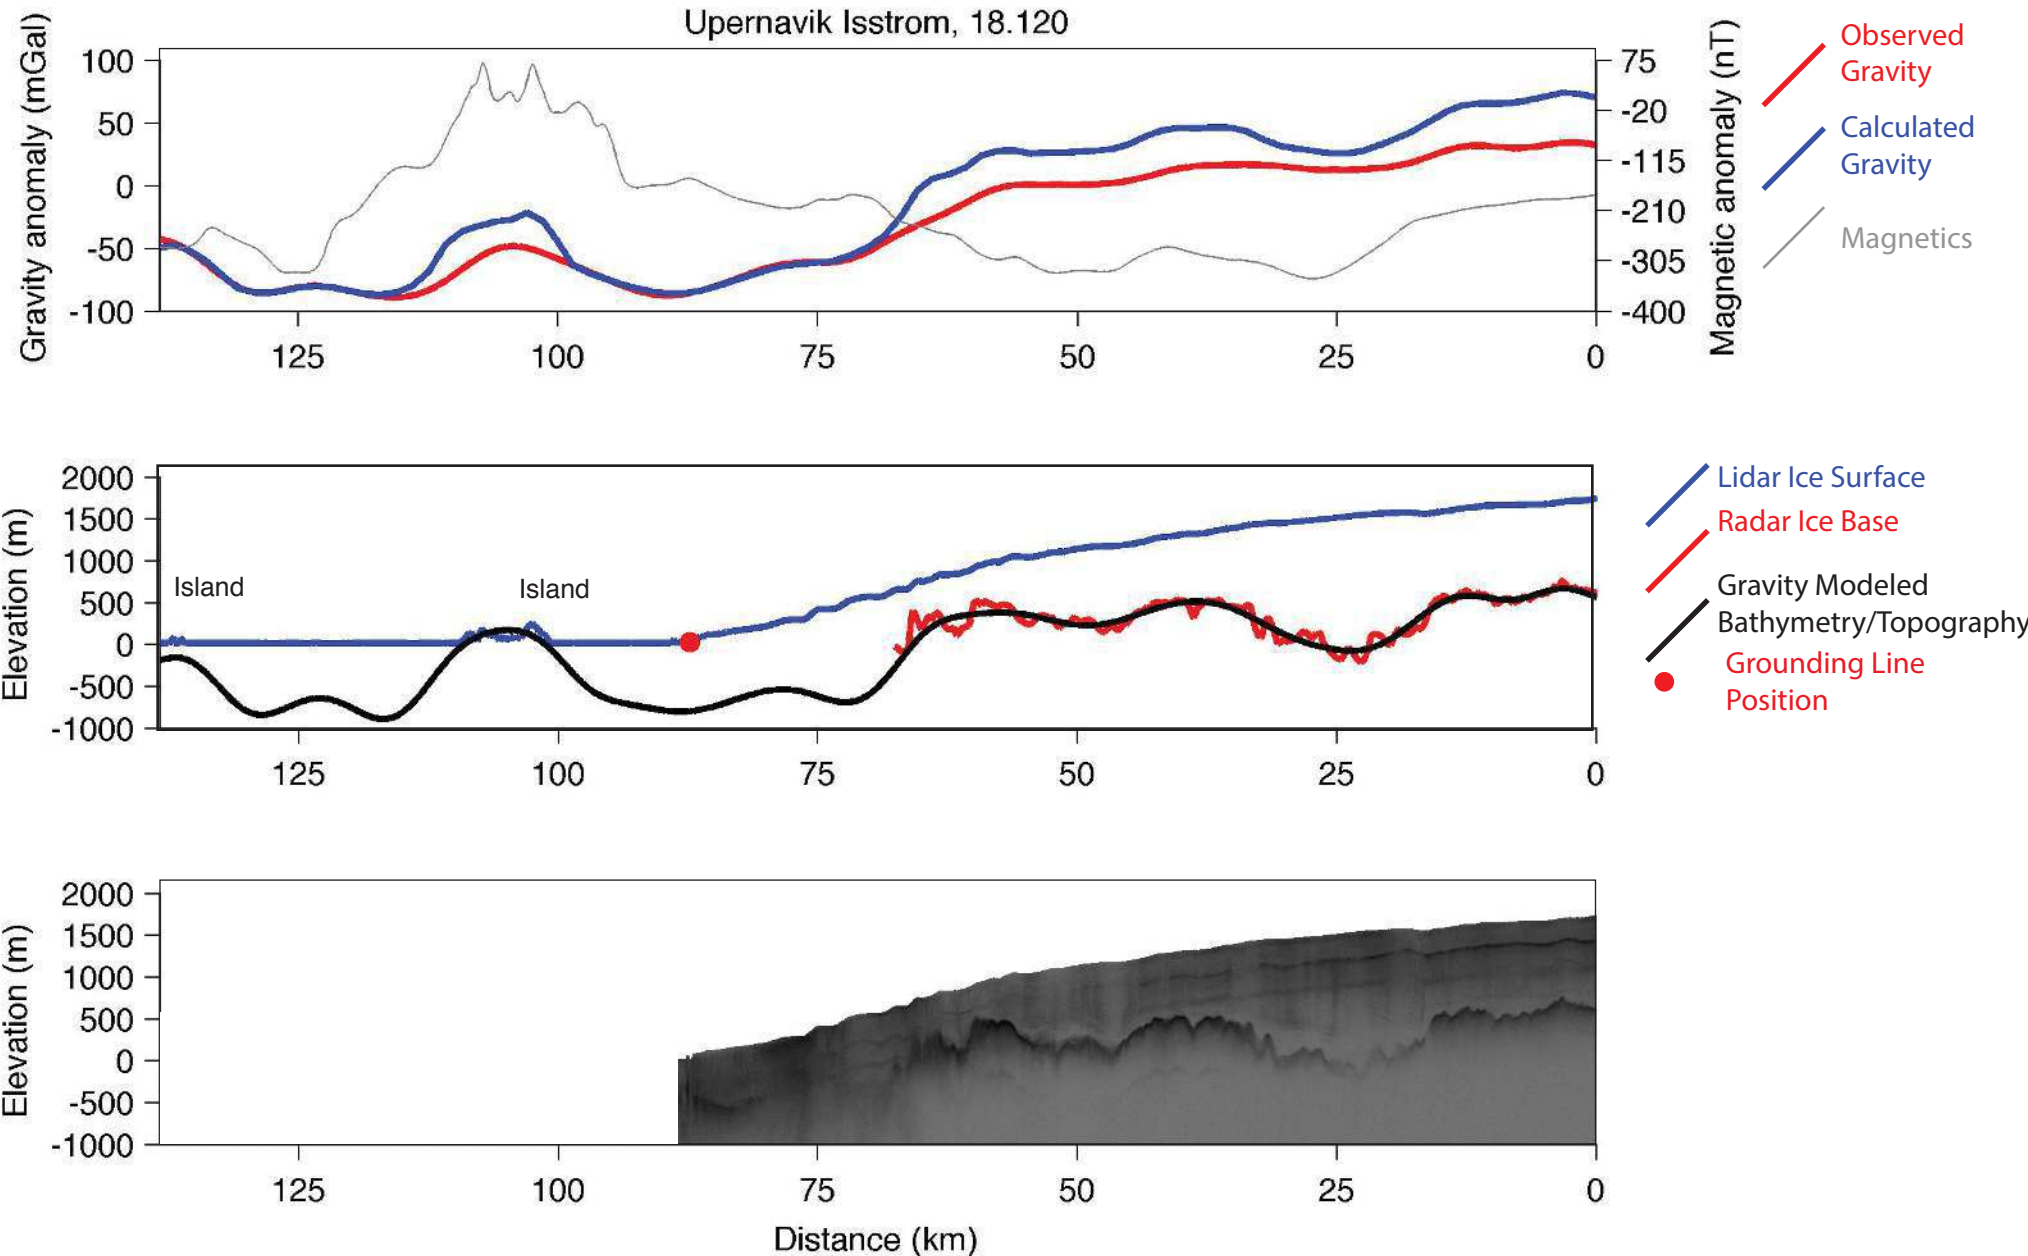 Upernavik Isstrom, 18.120
Gravity anomaly (mGal)
100
50
0
-50
-100
75
-20
-115
-210
-305
-400
Magnetic anomaly (nT)
125
100
75
50
25
0
Observed
Gravity
Calculated
Gravity
Magnetics
Elevation (m)
2000
1500
1000
500
0
-500
-1000
Island
Island
125
100
75
50
25
0
Lidar Ice Surface
Radar Ice Base
Gravity Modeled
Bathymetry/Topography
Grounding Line
Position
Elevation (m)
2000
1500
1000
500
0
-500
-1000
125
100
75
50
25
0
Distance (km)